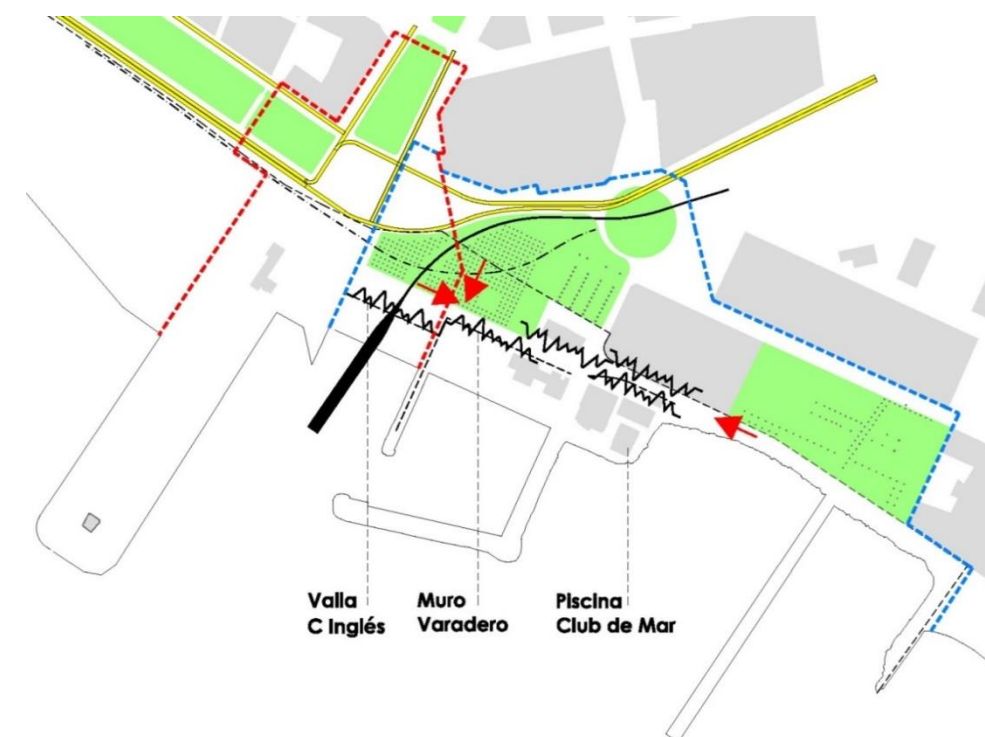 Valla
C Inglés
Muro
Varadero
Piscina
Club de Mar